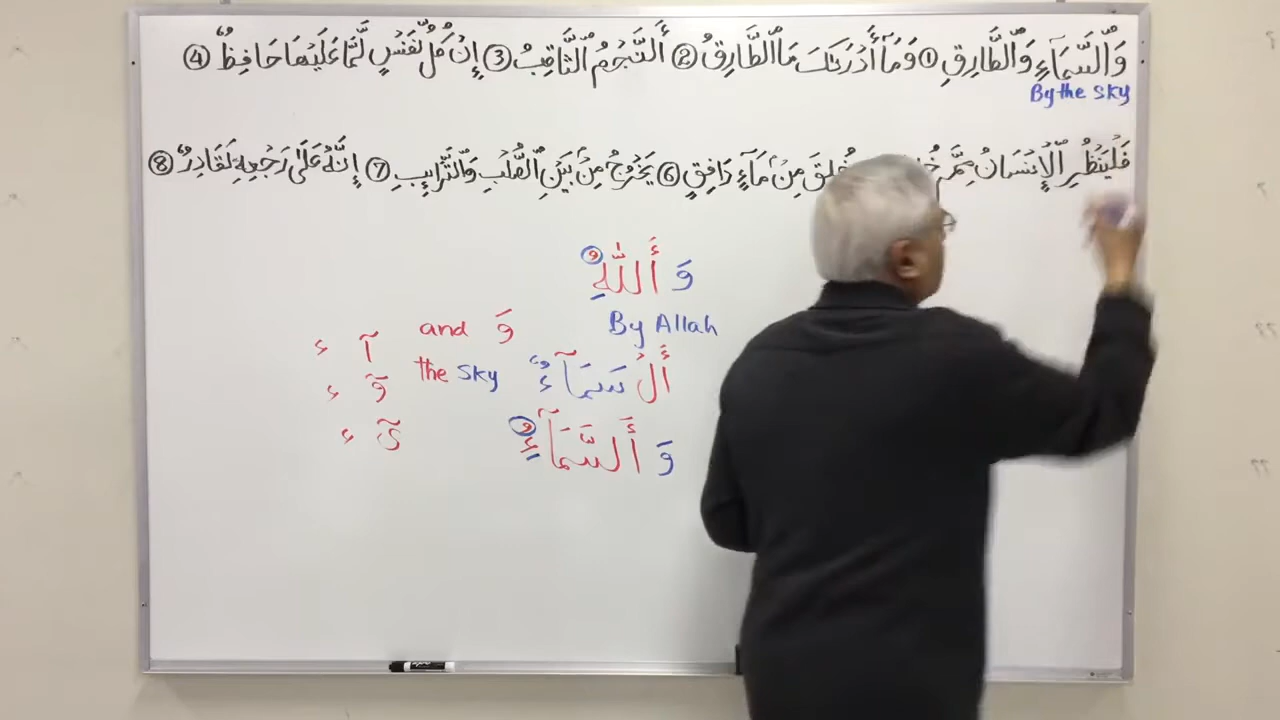 وَٱلسَّمَآءِ وَٱلطَّارِقِ ① وَمَآ أَدْرَىٰكَ مَا ٱلطَّارِقُ ② ٱلنَّجْمُ ٱلثَّاقِبُ ③ إِن كُلُّ نَفْسٍ لَّمَّا عَلَيْهَا حَافِظٌ ④
By the Sky
فَلْيَنظُرِ ٱلْإِنسَانُ مِمَّ خُلِقَ مِن مَّآءٍ دَافِقٍ ⑥ يَخْرُجُ مِنۢ بَيْنِ ٱلصُّلْبِ وَٱلتَّرَآئِبِ ⑦ إِنَّهُۥ عَلَىٰ رَجْعِهِۦ لَقَادِرٌ ⑧
وَ أَللّٰهِ وُ
By Allah
وَ and
أَلْ سَمَآءٌ the Sky
وَ أَلسَّمَآءِ وُ
آ ء
وٓ ء
يٓ ء